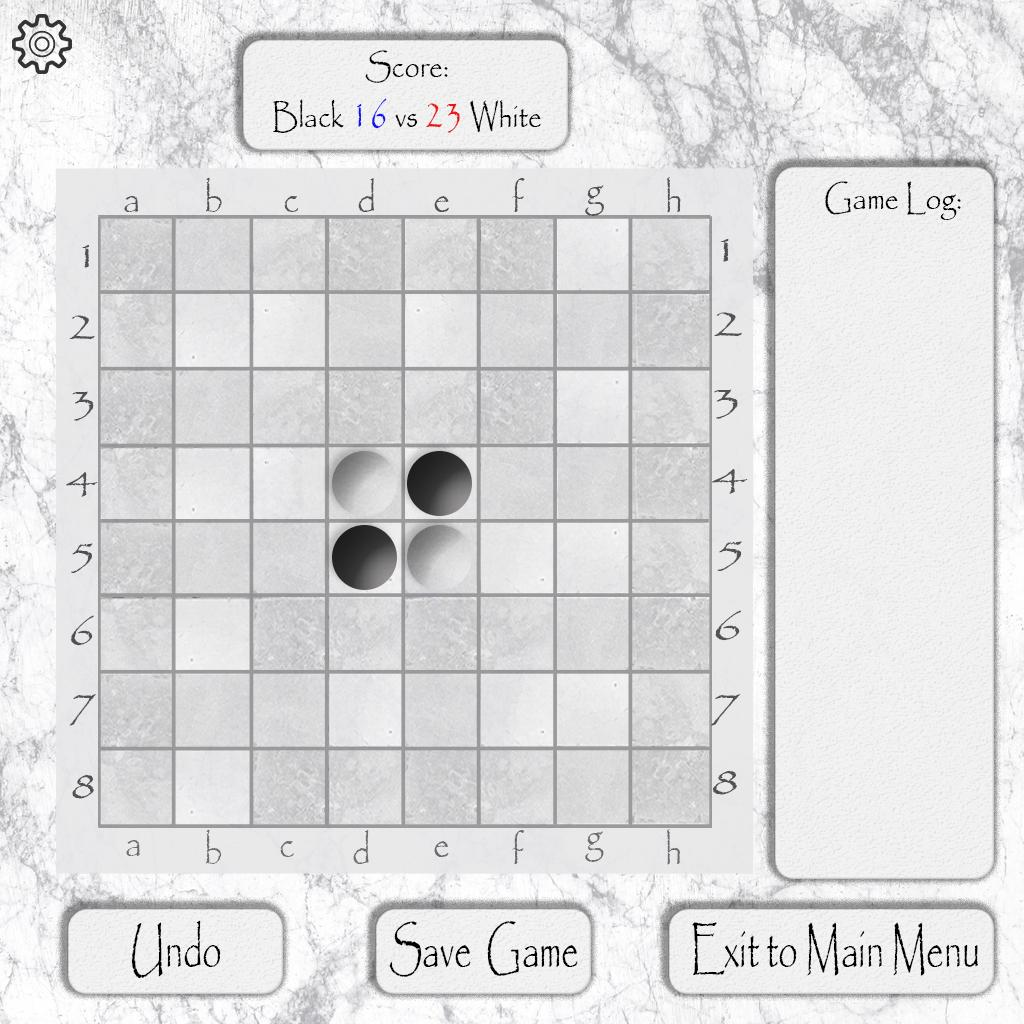 Score:
Black 16 vs 23 White
Game Log:
a b c d e f g h
1 1
2 2
3 3
4 4
5 5
6 6
7 7
8 8
a b c d e f g h
Undo
Save Game
Exit to Main Menu